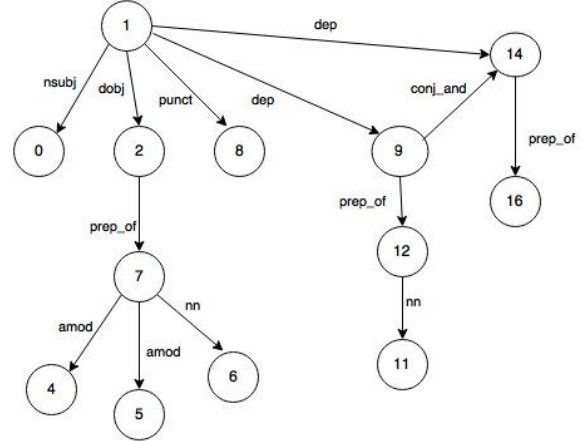 1
dep
14
nsubj
dobj
punct
dep
conj_and
0
2
8
9
prep_of
prep_of
16
prep_of
12
7
nn
nn
amod
amod
11
6
4
5